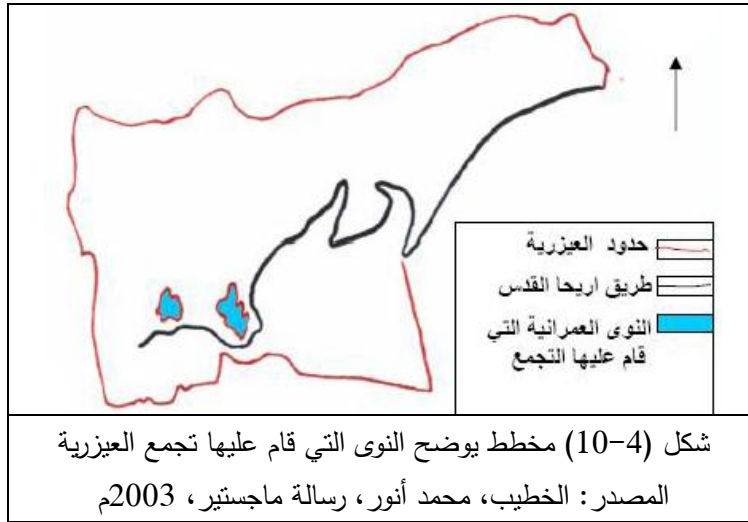 حدود العيزرية
طريق اريحا القدس
النوى العمرانية التي
قام عليها التجمع
شكل (4-10) مخطط يوضح النوى التي قام عليها تجمع العيزرية
المصدر: الخطيب، محمد أنور، رسالة ماجستير، 2003م